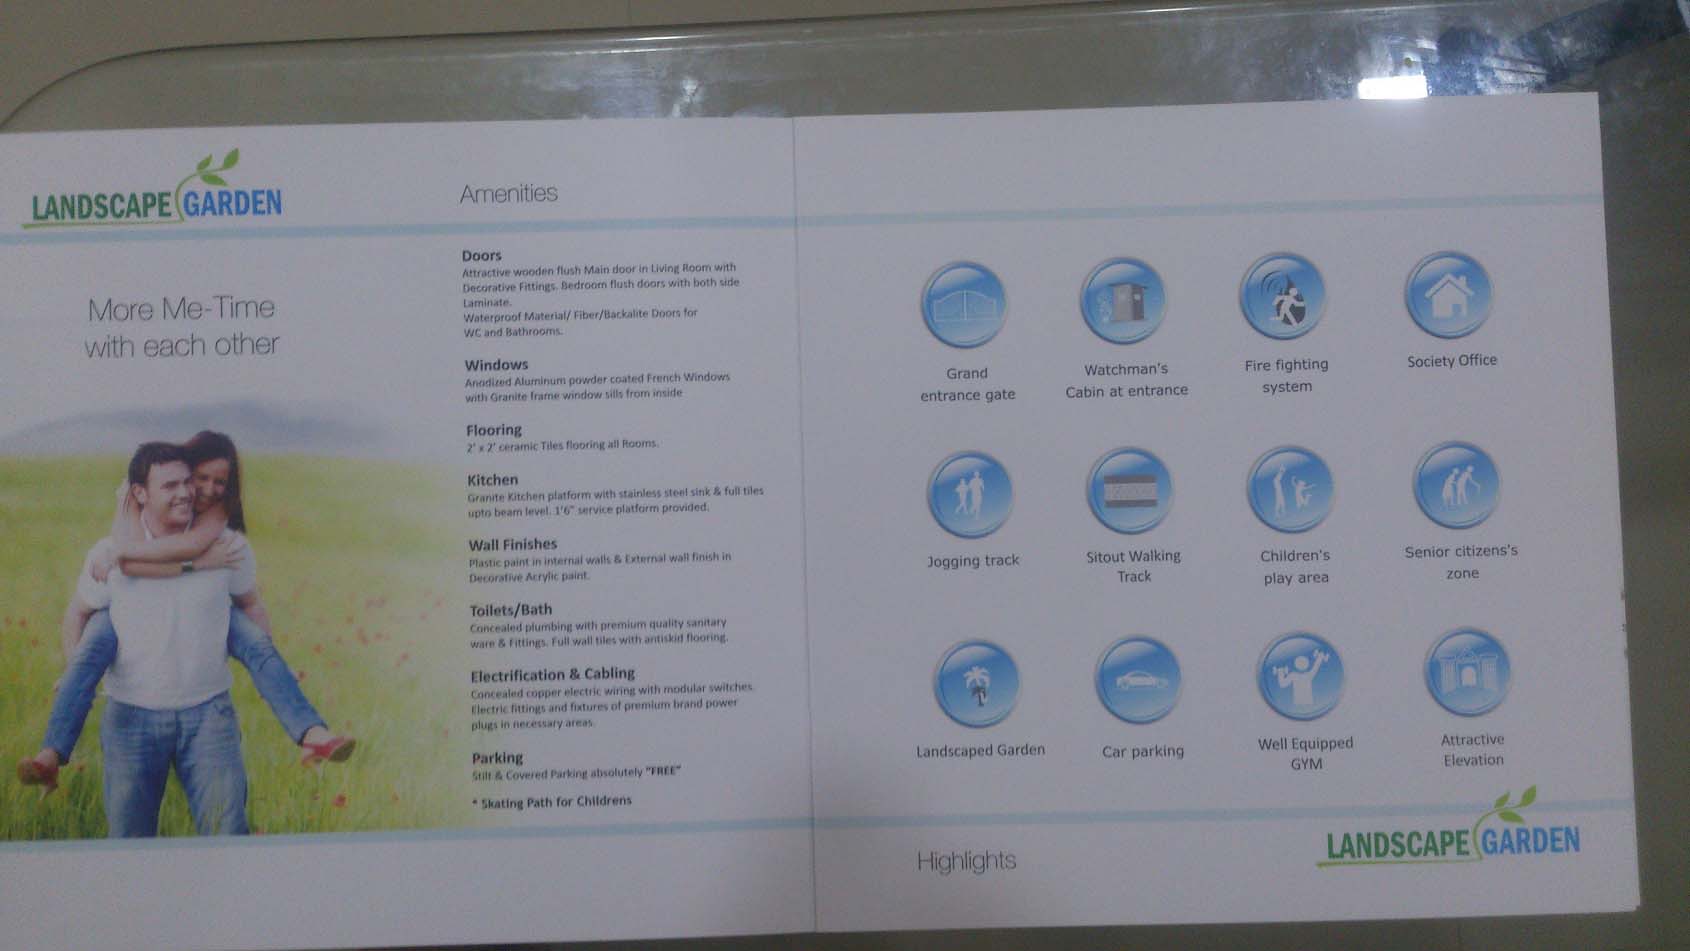 LANDSCAPE GARDEN
More Me-Time
with each other
Amenities
Doors
Attractive wooden flush Main door in Living Room with
Decorative Fittings. Bedroom flush doors with both side
Laminate.
Waterproof Material/ Fiber/Backalite Doors for
WC and Bathrooms.
Windows
Anodized Aluminum powder coated French Windows
with Granite frame window sills from inside
Flooring
2' x 2' ceramic Tiles flooring all Rooms.
Kitchen
Granite Kitchen platform with stainless steel sink & full tiles
upto beam level. 1'6" service platform provided.
Wall Finishes
Plastic paint in internal walls & External wall finish in
Decorative Acrylic paint.
Toilets/Bath
Concealed plumbing with premium quality sanitary
ware & Fittings. Full wall tiles with antiskid flooring.
Electrification & Cabling
Concealed copper electric wiring with modular switches.
Electric fittings and fixtures of premium brand power
plugs in necessary areas.
Parking
Stilt & Covered Parking absolutely "FREE"
* Skating Path for Childrens
Grand
entrance gate
Watchman's
Cabin at entrance
Fire fighting
system
Society Office
Jogging track
Sitout Walking
Track
Children's
play area
Senior citizens's
zone
Landscaped Garden
Car parking
Well Equipped
GYM
Attractive
Elevation
Highlights
LANDSCAPE GARDEN